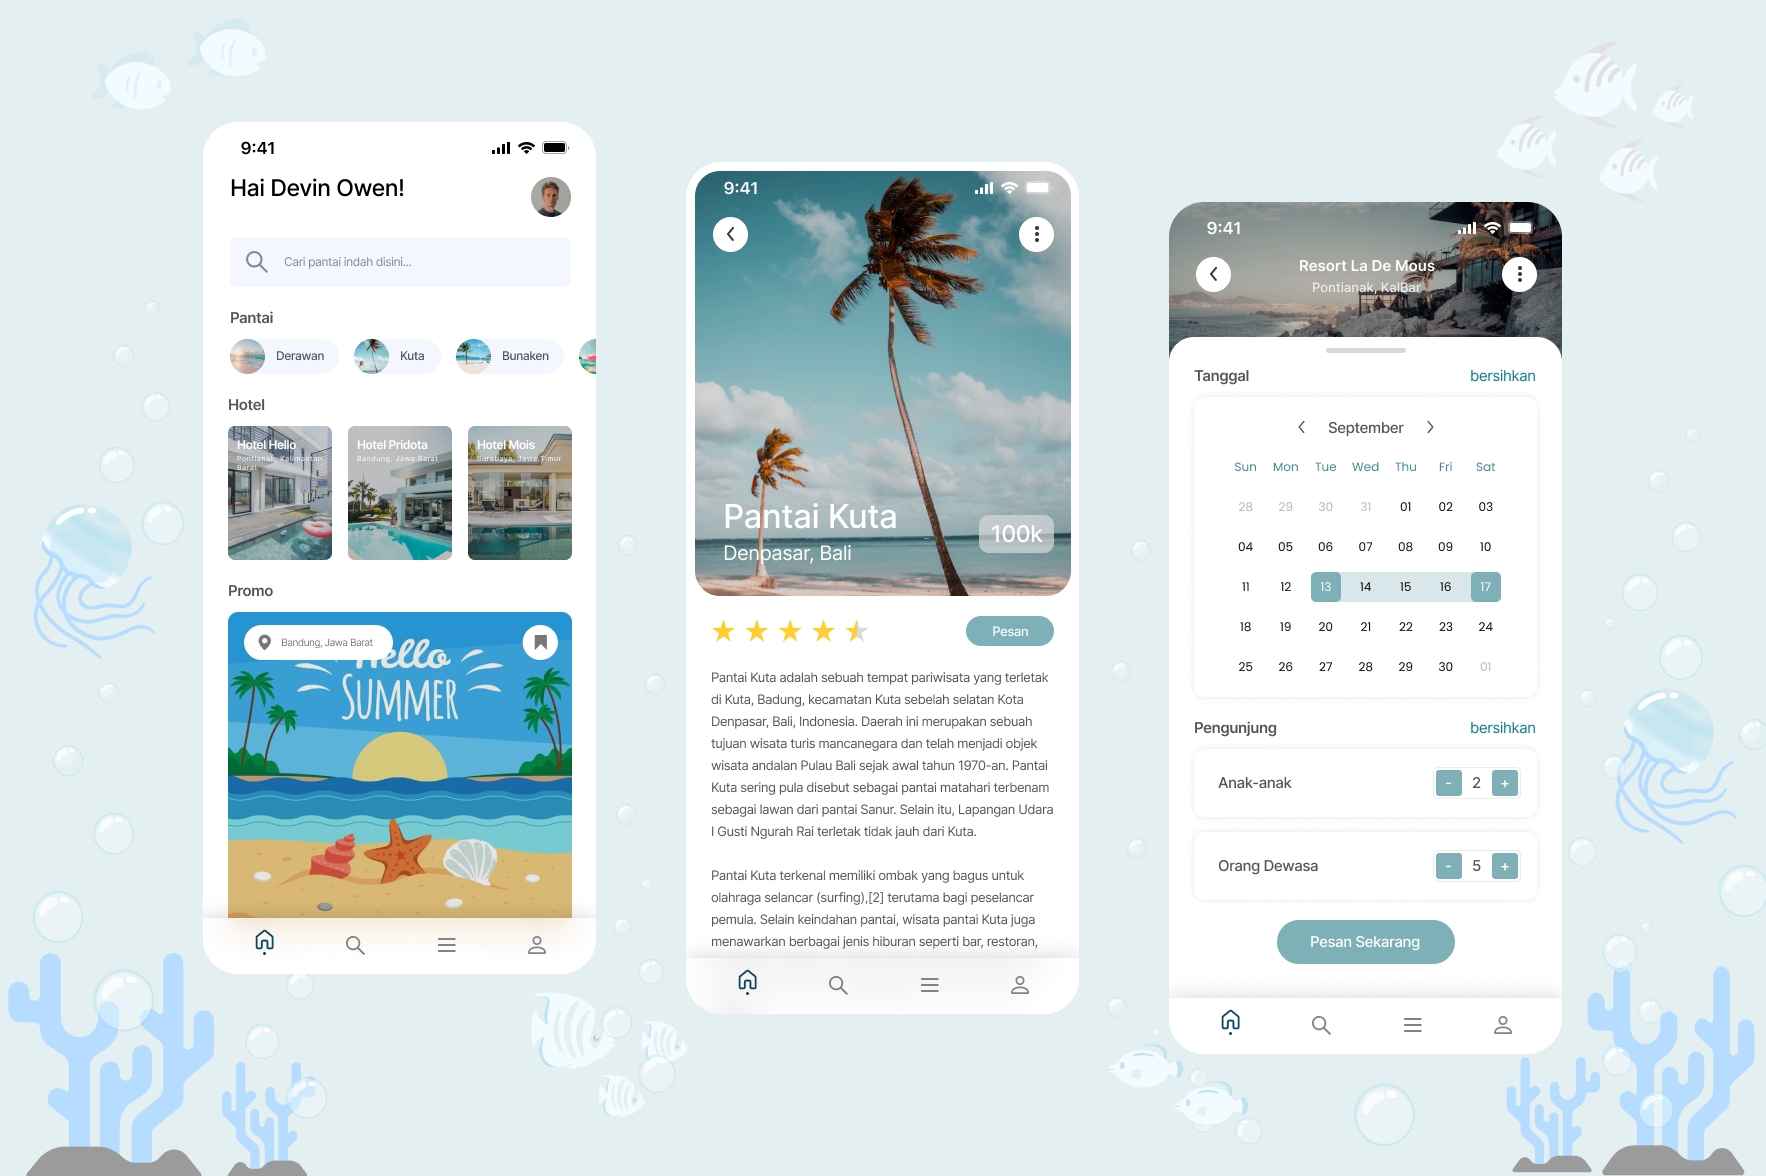 9:41
Hai Devin Owen!
Cari pantai indah disini...
Pantai
Derawan
Kuta
Bunaken
Hotel
Hotel Hello
Pontianak, Kalimantan
Barat
Hotel Pridota
Bandung, Jawa Barat
Hotel Mois
Surabaya, Jawa Timur
Promo
Bandung, Jawa Barat
Hello
SUMMER
9:41
Pantai Kuta
Denpasar, Bali
100k
Pesan
Pantai Kuta adalah sebuah tempat pariwisata yang terletak
di Kuta, Badung, kecamatan Kuta sebelah selatan Kota
Denpasar, Bali, Indonesia. Daerah ini merupakan sebuah
tujuan wisata turis mancanegara dan telah menjadi objek
wisata andalan Pulau Bali sejak awal tahun 1970-an. Pantai
Kuta sering pula disebut sebagai pantai matahari terbenam
sebagai lawan dari pantai Sanur. Selain itu, Lapangan Udara
I Gusti Ngurah Rai terletak tidak jauh dari Kuta.
Pantai Kuta terkenal memiliki ombak yang bagus untuk
olahraga selancar (surfing),[2] terutama bagi peselancar
pemula. Selain keindahan pantai, wisata pantai Kuta juga
menawarkan berbagai jenis hiburan seperti bar, restoran,
9:41
Resort La De Mous
Pontianak, KalBar
Tanggal bersihkan
September
Sun Mon Tue Wed Thu Fri Sat
28 29 30 31 01 02 03
04 05 06 07 08 09 10
11 12 13 14 15 16 17
18 19 20 21 22 23 24
25 26 27 28 29 30 01
Pengunjung bersihkan
Anak-anak - 2 +
Orang Dewasa - 5 +
Pesan Sekarang